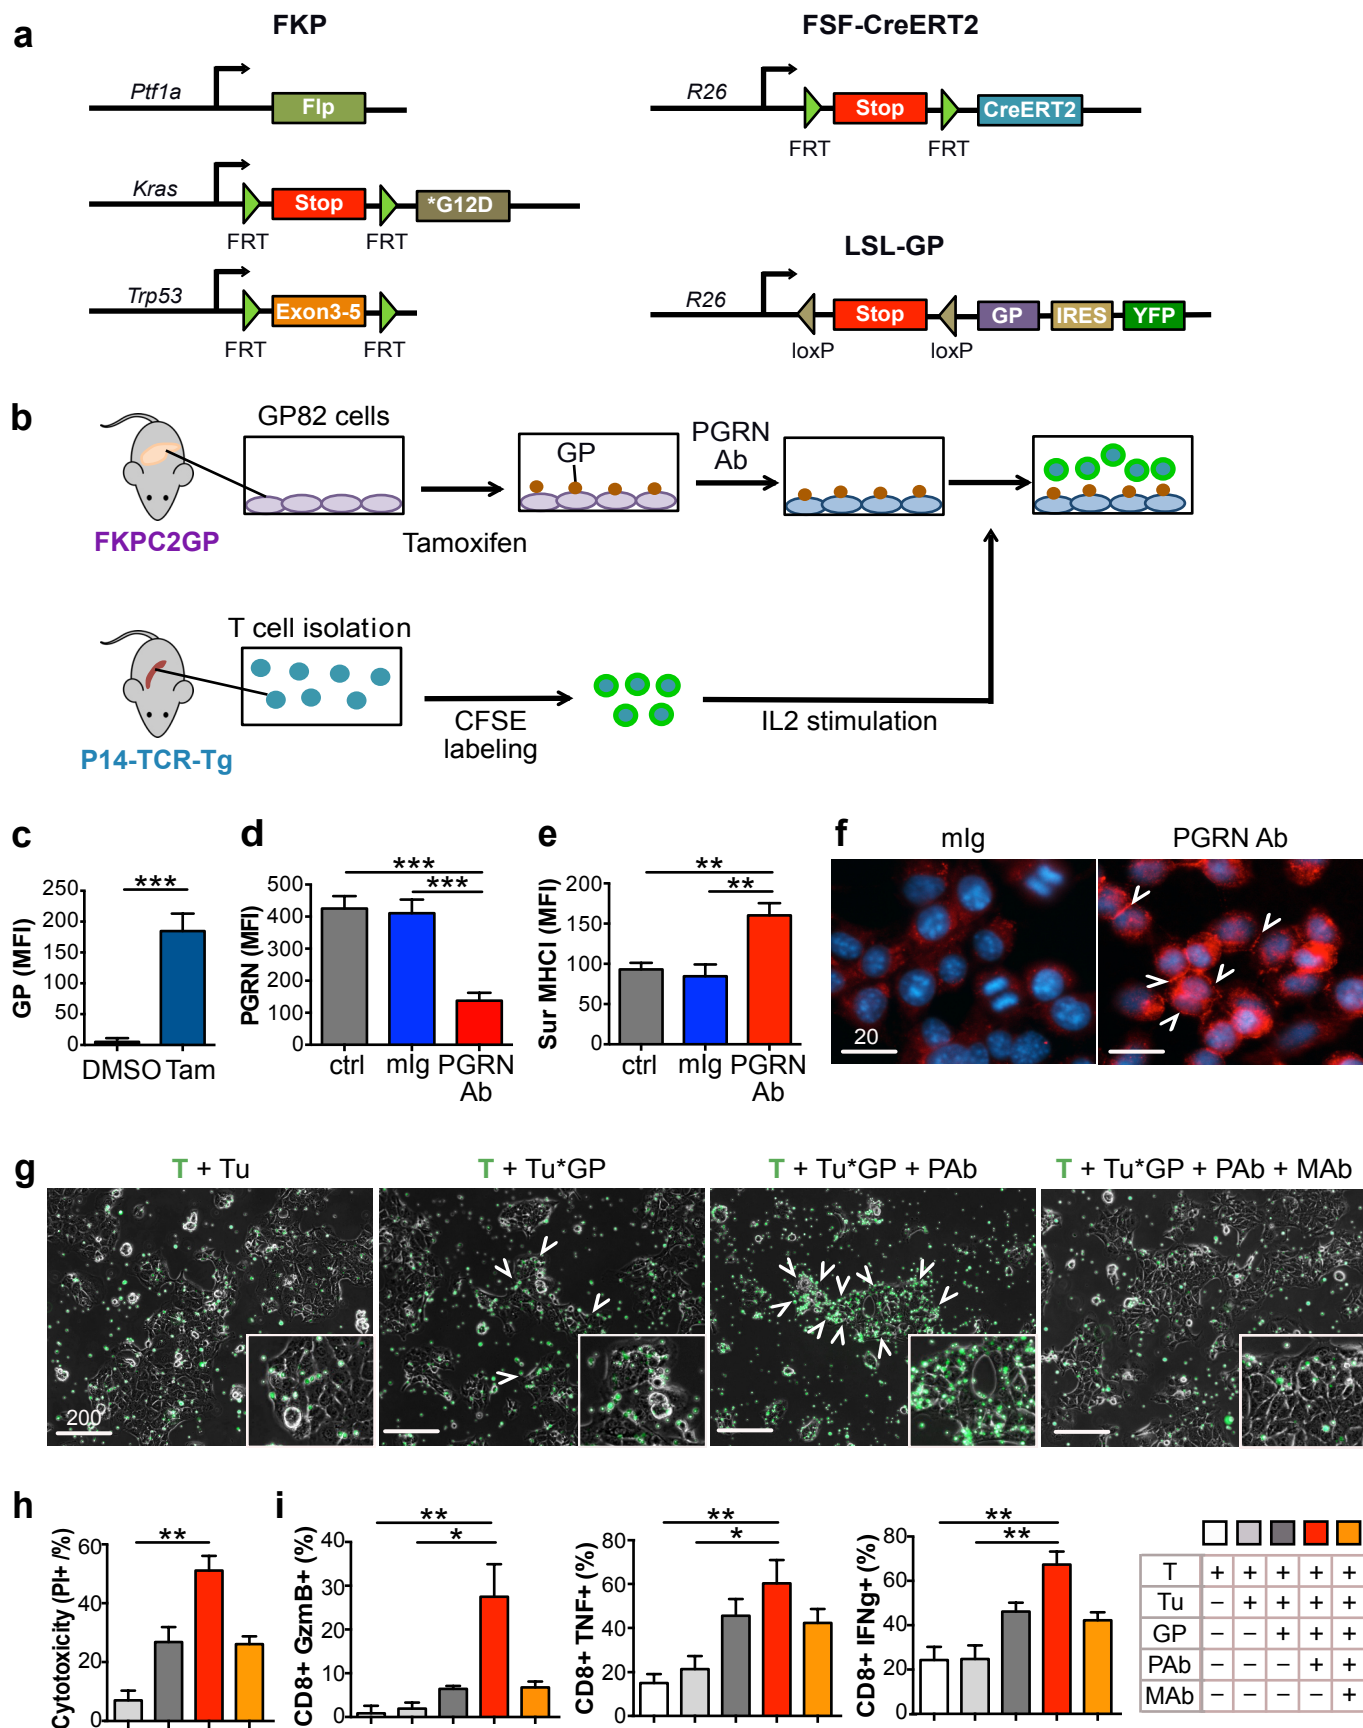 a
FKP
FSF-CreERT2
Ptf1a
Flp
R26
Stop
CreERT2
FRT
FRT
Kras
Stop
*G12D
FRT
FRT
LSL-GP
Trp53
Exon3-5
R26
Stop
GP
IRES
YFP
FRT
FRT
loxP
loxP
b
GP82 cells
GP
PGRN
Ab
Tamoxifen
FKPC2GP
T cell isolation
CFSE
labeling
IL2 stimulation
P14-TCR-Tg
c
GP (MFI)
250
200
150
100
50
0
***
DMSO Tam
d
PGRN (MFI)
500
400
300
200
100
0
***
***
ctrl mIg PGRN
Ab
e
Sur MHCI (MFI)
200
150
100
50
0
**
**
ctrl mIg PGRN
Ab
f
mIg
PGRN Ab
20
g
T + Tu
T + Tu*GP
T + Tu*GP + PAb
T + Tu*GP + PAb + MAb
200
h
Cytotoxicity (PI+ /%)
60
40
20
0
**
i
CD8+ GzmB+ (%)
40
30
20
10
0
**
*
CD8+ TNF+ (%)
80
60
40
20
0
**
*
CD8+ IFNg+ (%)
80
60
40
20
0
**
**
T + + + + +
Tu – + + + +
GP – – + + +
PAb – – – + +
MAb – – – – +